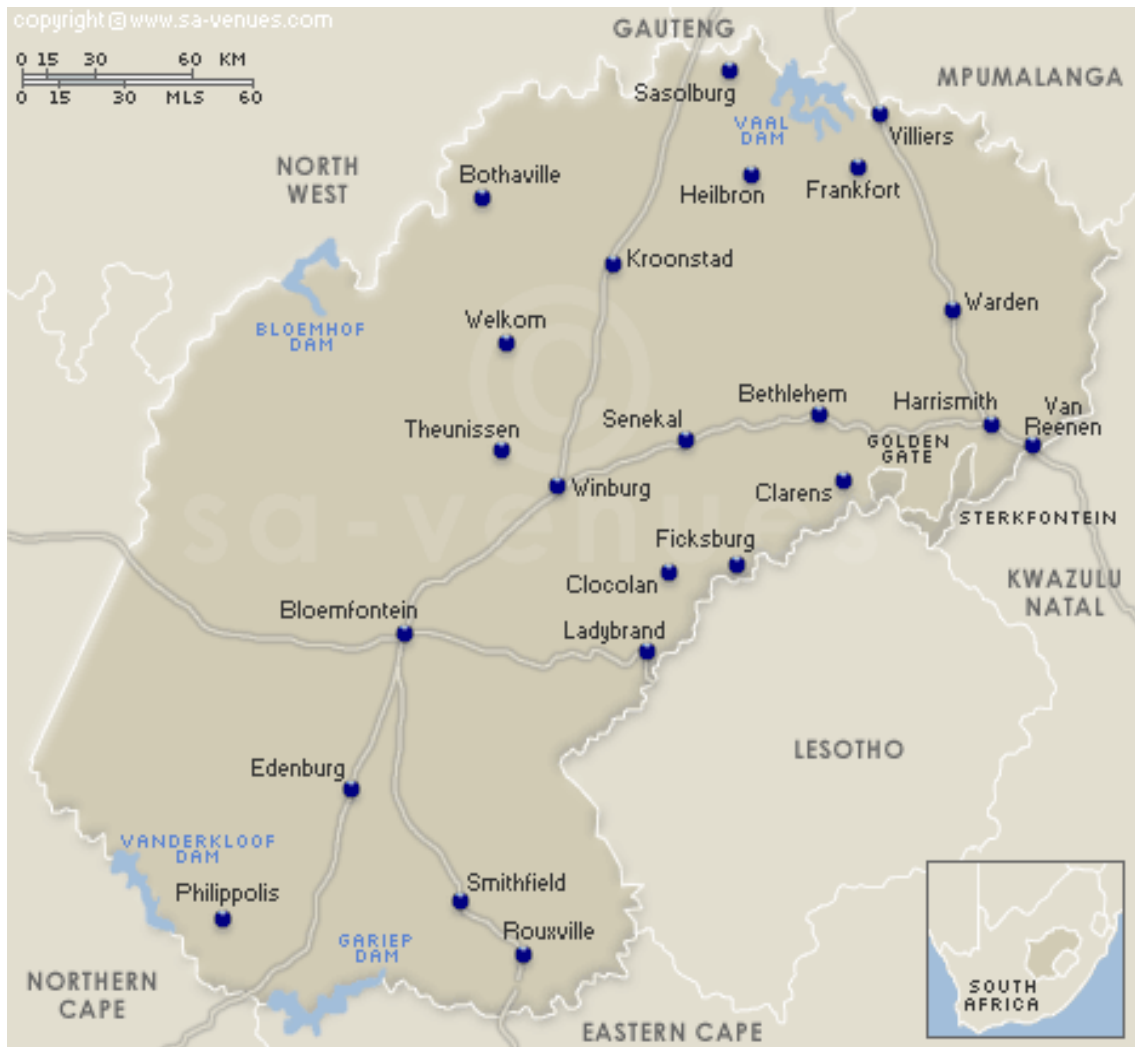 copyright@www.sa-venues.com
0 15 30 60 KM
0 15 30 MLS 60
GAUTENG
MPUMALANGA
Sasolburg
VAAL
DAM
Villiers
NORTH
WEST
Bothaville
Heilbron
Frankfort
Kroonstad
Warden
BLOEMHOF
DAM
Welkom
©
Bethlehem
Harrismith
Van
Reenen
Senekal
Theunissen
GOLDEN
GATE
Winburg
Clarens
sa-venues
STERKFONTEIN
Ficksburg
Clocolan
KWAZULU
NATAL
Bloemfontein
Ladybrand
LESOTHO
Edenburg
VANDERKLOOF
DAM
Philippolis
Smithfield
Rouxville
GARIEP
DAM
NORTHERN
CAPE
EASTERN CAPE
SOUTH
AFRICA